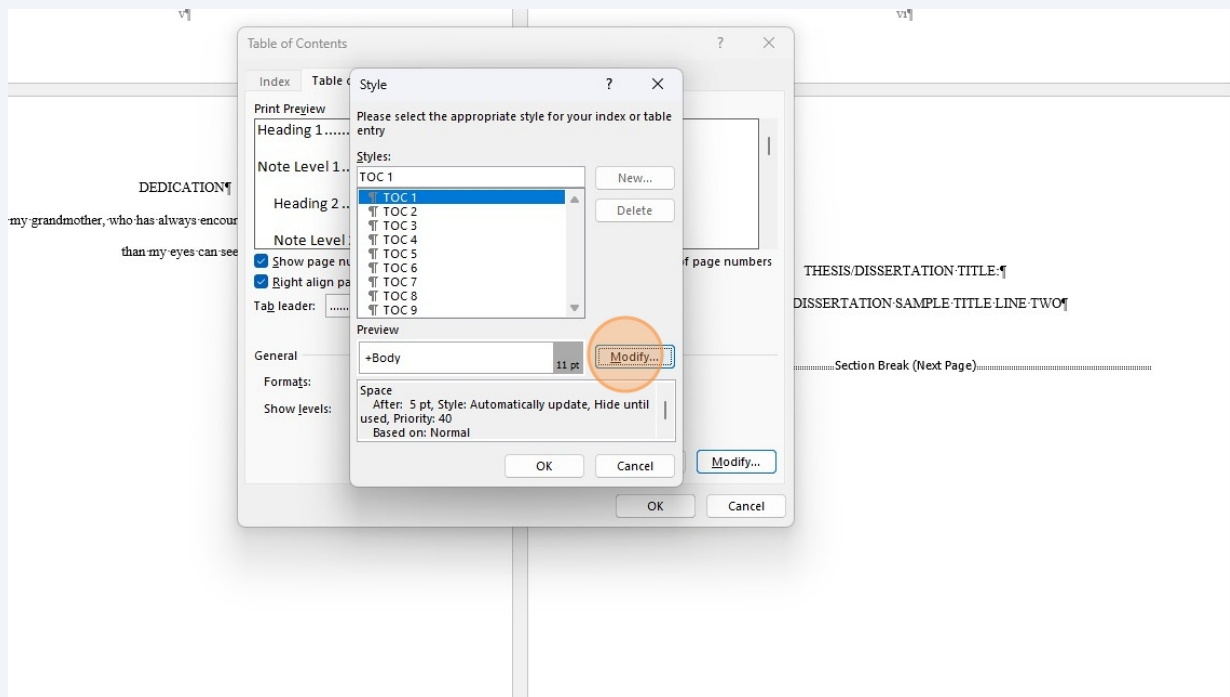 v¶
vi¶
Table of Contents
?
Index
Table
Print Preview
Heading 1......
Note Level 1..
Heading 2 ..
Note Level
Show page
Right align
Tab leader: ......
General
Formats:
Show levels:
of page numbers
Modify...
OK
Cancel
Style
?
Please select the appropriate style for your index or table
entry
Styles:
TOC 1
¶ TOC 1
¶ TOC 2
¶ TOC 3
¶ TOC 4
¶ TOC 5
¶ TOC 6
¶ TOC 7
¶ TOC 8
¶ TOC 9
New...
Delete
Preview
+Body
11 pt
Modify...
Space
After: 5 pt, Style: Automatically update, Hide until
used, Priority: 40
Based on: Normal
OK
Cancel
DEDICATION¶
my·grandmother,·who·has·always
than·my·eyes·can·see
THESIS/DISSERTATION·TITLE:¶
DISSERTATION·SAMPLE·TITLE·LINE·TWO¶
Section Break (Next Page)